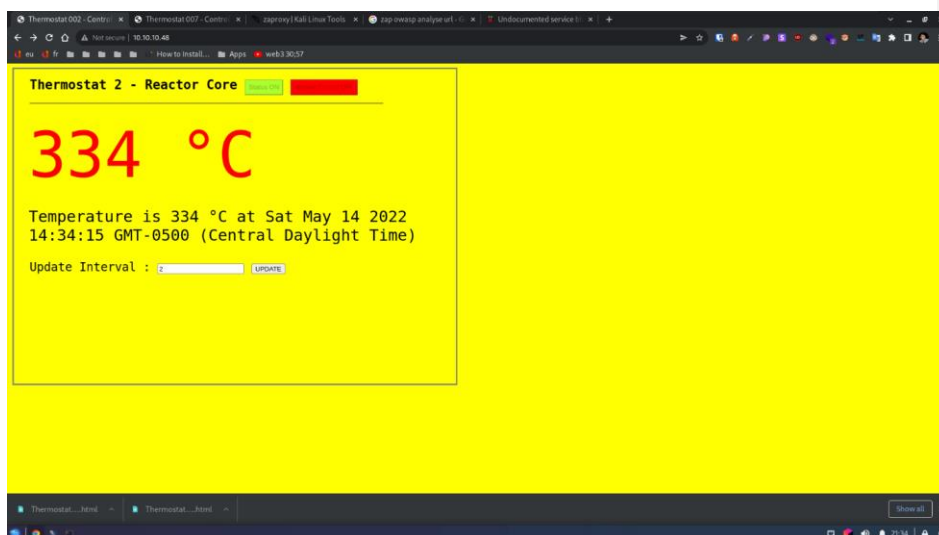 Thermostat 002 - Control
Thermostat 007 - Control
zaproxy | Kali Linux Tools
zap owasp analyse url - G
Undocumented service b
Not secure | 10.10.10.48
eu
fr
How to Install...
Apps
web3 30:57
Thermostat 2 - Reactor Core
Status ON
334 °C
Temperature is 334 °C at Sat May 14 2022
14:34:15 GMT-0500 (Central Daylight Time)
Update Interval : 2 UPDATE
Thermostat....html
Thermostat....html
Show all
21:34